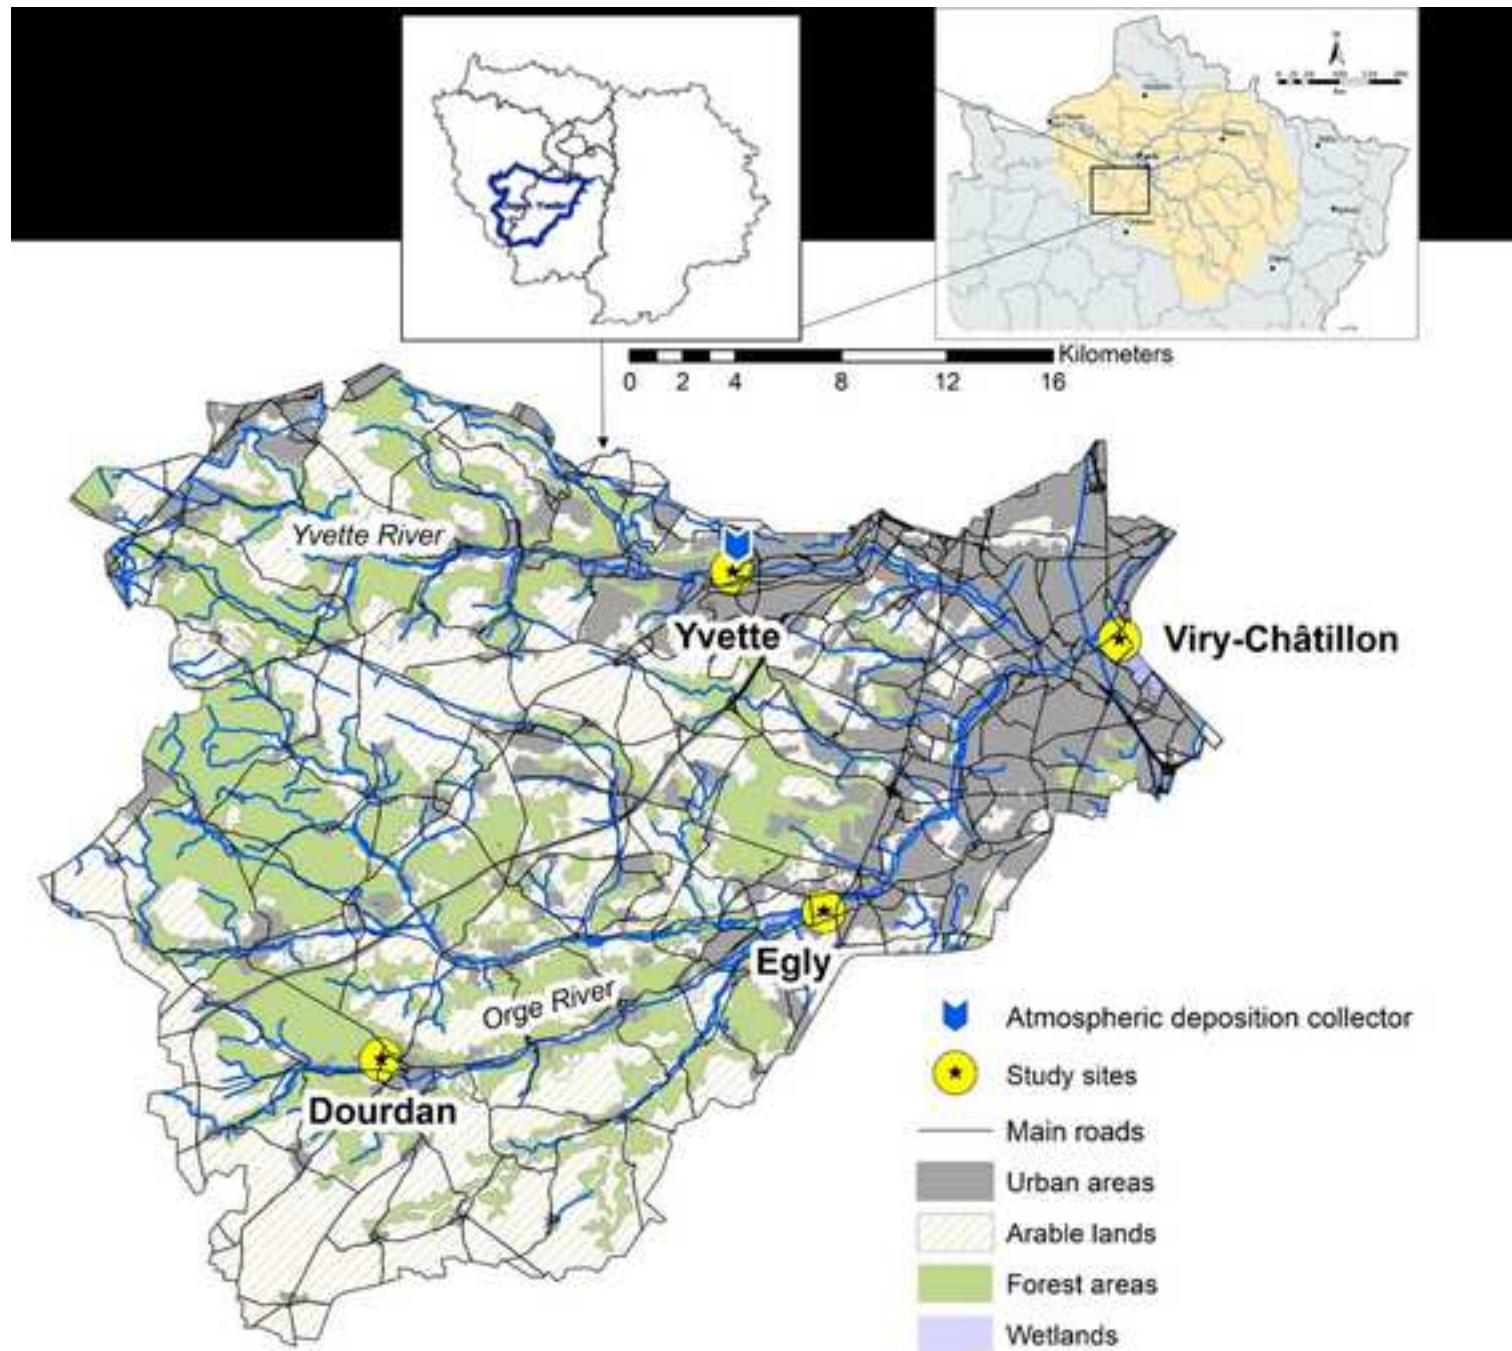 N
Kilometers
0 2 4 8 12 16
Yvette River
Yvette
Viry-Châtillon
Egly
Orge River
Dourdan
Atmospheric deposition collector
Study sites
Main roads
Urban areas
Arable lands
Forest areas
Wetlands